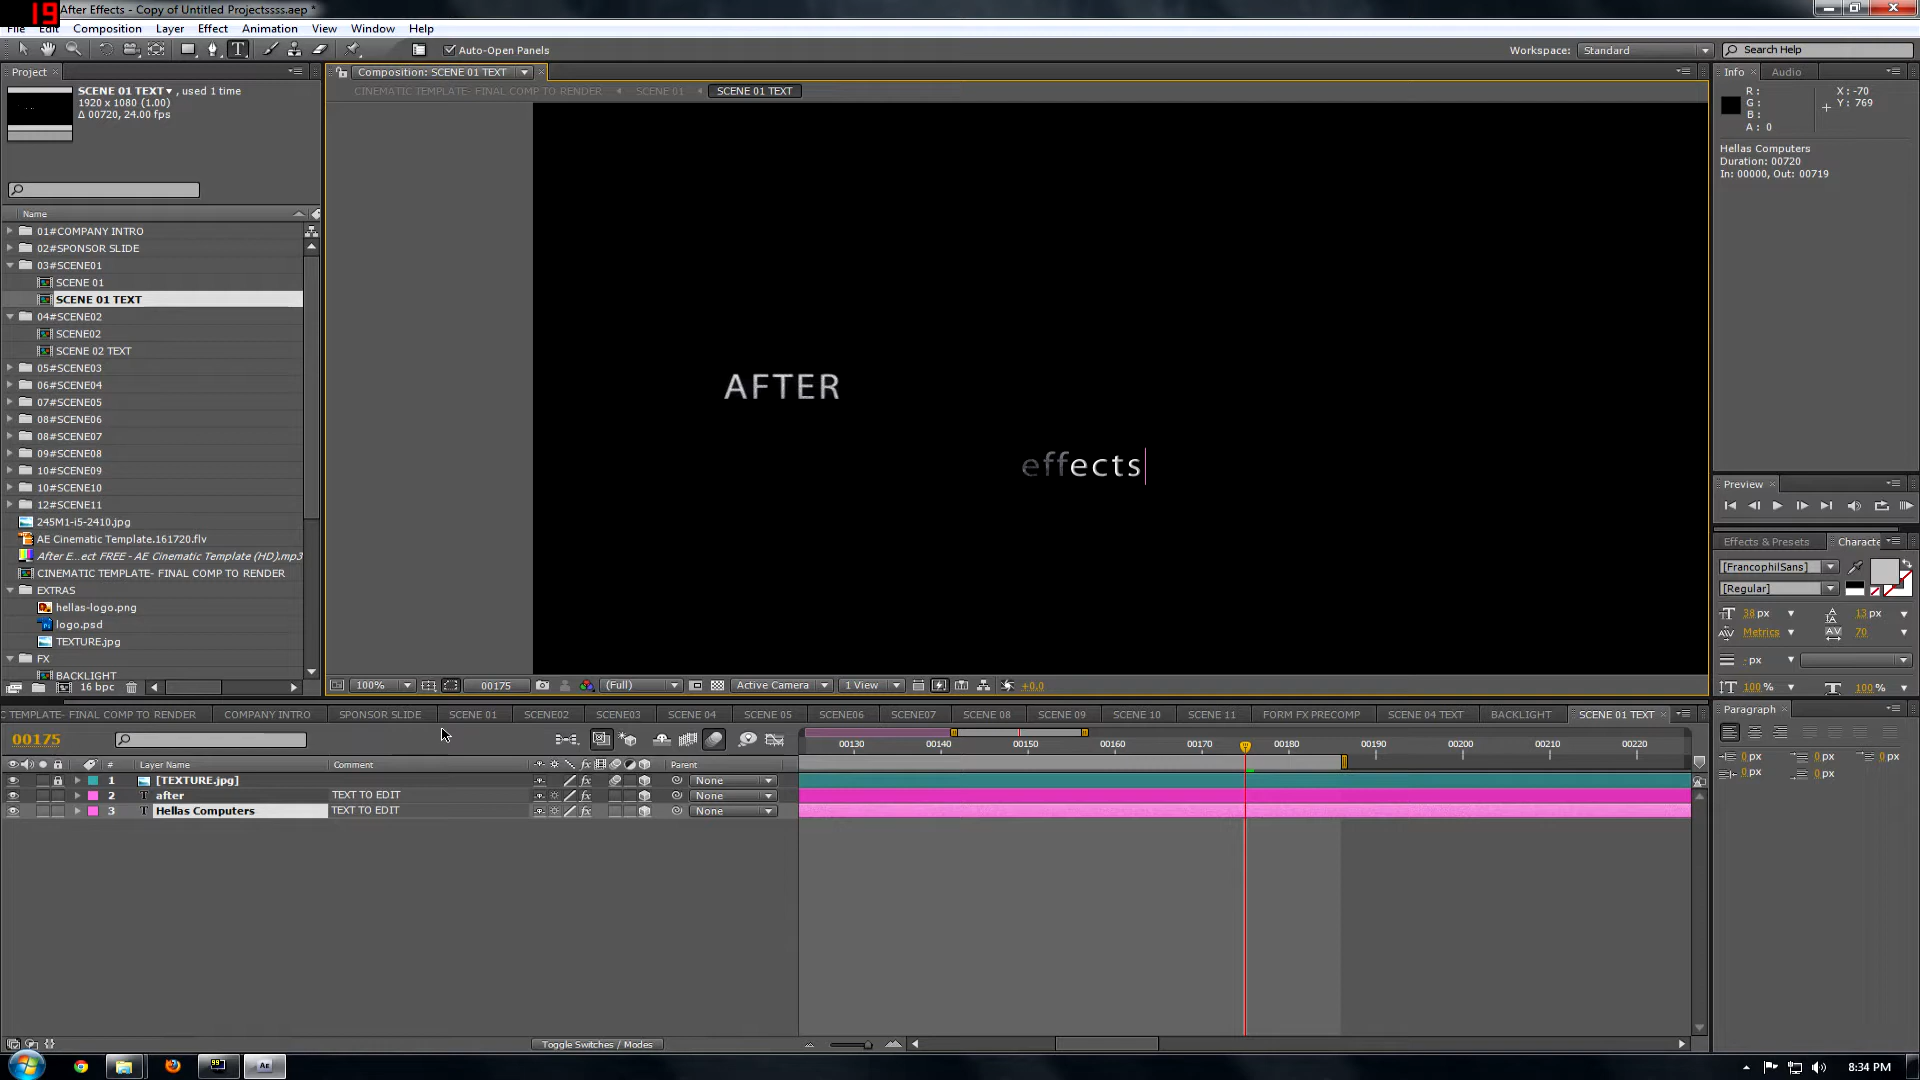 19
After Effects - Copy of Untitled Projectssss.aep *
File Edit Composition Layer Effect Animation View Window Help
Auto-Open Panels
Workspace: Standard
Search Help
Project
SCENE 01 TEXT, used 1 time
1920 x 1080 (1.00)
Δ 00720, 24.00 fps
Name
01#COMPANY INTRO
02#SPONSOR SLIDE
03#SCENE01
SCENE 01
SCENE 01 TEXT
04#SCENE02
SCENE02
SCENE 02 TEXT
05#SCENE03
06#SCENE04
07#SCENE05
08#SCENE06
08#SCENE07
09#SCENE08
10#SCENE09
10#SCENE10
12#SCENE11
245M1-i5-2410.jpg
AE Cinematic Template.161720.flv
After E...ect FREE - AE Cinematic Template (HD).mp3
CINEMATIC TEMPLATE- FINAL COMP TO RENDER
EXTRAS
hellas-logo.png
logo.psd
TEXTURE.jpg
FX
BACKLIGHT
16 bpc
Composition: SCENE 01 TEXT
CINEMATIC TEMPLATE- FINAL COMP TO RENDER SCENE 01 SCENE 01 TEXT
AFTER
effects
100% 00175 (Full) Active Camera 1 View +0,0
Info Audio
R :
G :
B :
A : 0
X : -70
Y : 769
Hellas Computers
Duration: 00720
In: 00000, Out: 00719
Preview
Effects & Presets Characte
[FrancophilSans]
[Regular]
38 px 13 px
Metrics 70
- px
100 % 100 %
Paragraph
0 px 0 px 0 px
0 px 0 px
C TEMPLATE- FINAL COMP TO RENDER COMPANY INTRO SPONSOR SLIDE SCENE 01 SCENE02 SCENE03 SCENE 04 SCENE 05 SCENE06 SCENE07 SCENE 08 SCENE 09 SCENE 10 SCENE 11 FORM FX PRECOMP SCENE 04 TEXT BACKLIGHT SCENE 01 TEXT
00175
00130 00140 00150 00160 00170 00180 00190 00200 00210 00220
# Layer Name Comment Parent
1 [TEXTURE.jpg] None
2 after TEXT TO EDIT None
3 Hellas Computers TEXT TO EDIT None
Toggle Switches / Modes
99
AE
8:34 PM